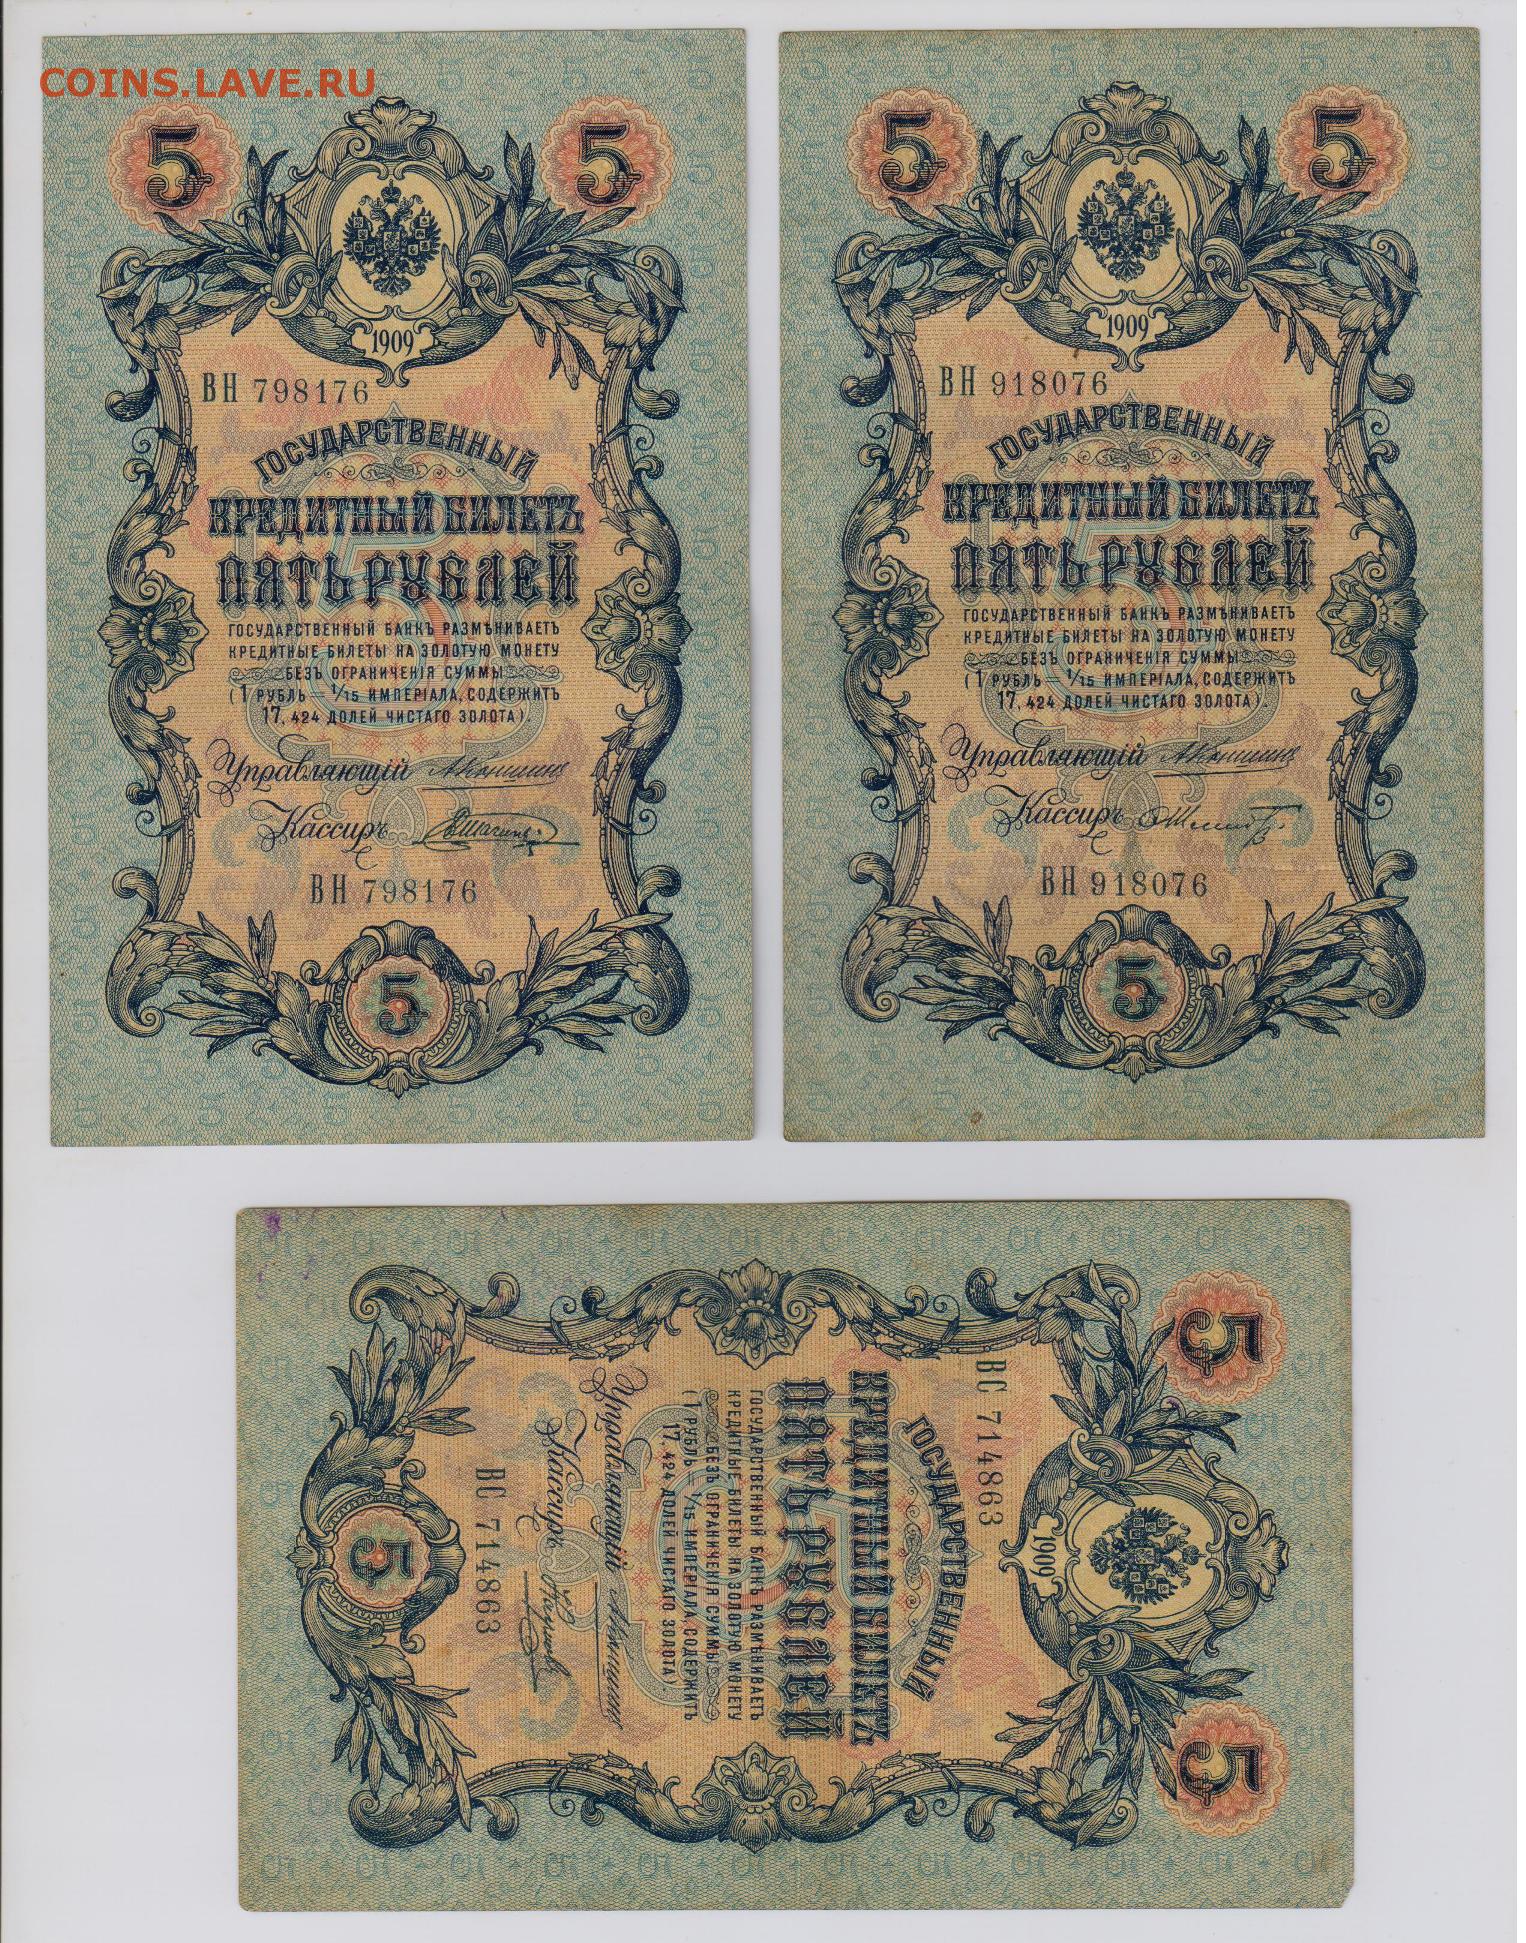 COINS.LAVE.RU
5 5
1909
ВН 798176
ГОСУДАРСТВЕННЫЙ
КРЕДИТНЫЙ БИЛЕТЪ
ПЯТЬ РУБЛЕЙ
ГОСУДАРСТВЕННЫЙ БАНКЪ РАЗМѢНИВАЕТЪ
КРЕДИТНЫЕ БИЛЕТЫ НА ЗОЛОТУЮ МОНЕТУ
БЕЗЪ ОГРАНИЧЕНІЯ СУММЫ
(1 РУБЛЬ = 1/15 ИМПЕРІАЛА, СОДЕРЖИТЪ
17,424 ДОЛЕЙ ЧИСТАГО ЗОЛОТА).
Управляющій АКоншинъ
Кассиръ
ВН 798176
5
5 5
1909
ВН 918076
ГОСУДАРСТВЕННЫЙ
КРЕДИТНЫЙ БИЛЕТЪ
ПЯТЬ РУБЛЕЙ
ГОСУДАРСТВЕННЫЙ БАНКЪ РАЗМѢНИВАЕТЪ
КРЕДИТНЫЕ БИЛЕТЫ НА ЗОЛОТУЮ МОНЕТУ
БЕЗЪ ОГРАНИЧЕНІЯ СУММЫ
(1 РУБЛЬ = 1/15 ИМПЕРІАЛА, СОДЕРЖИТЪ
17,424 ДОЛЕЙ ЧИСТАГО ЗОЛОТА).
Управляющій АКоншинъ
Кассиръ
ВН 918076
5
5 5
1909
ВС 714863
ГОСУДАРСТВЕННЫЙ
КРЕДИТНЫЙ БИЛЕТЪ
ПЯТЬ РУБЛЕЙ
ГОСУДАРСТВЕННЫЙ БАНКЪ РАЗМѢНИВАЕТЪ
КРЕДИТНЫЕ БИЛЕТЫ НА ЗОЛОТУЮ МОНЕТУ
БЕЗЪ ОГРАНИЧЕНІЯ СУММЫ
(1 РУБЛЬ = 1/15 ИМПЕРІАЛА, СОДЕРЖИТЪ
17,424 ДОЛЕЙ ЧИСТАГО ЗОЛОТА).
Управляющій АКоншинъ
Кассиръ
ВС 714863
5